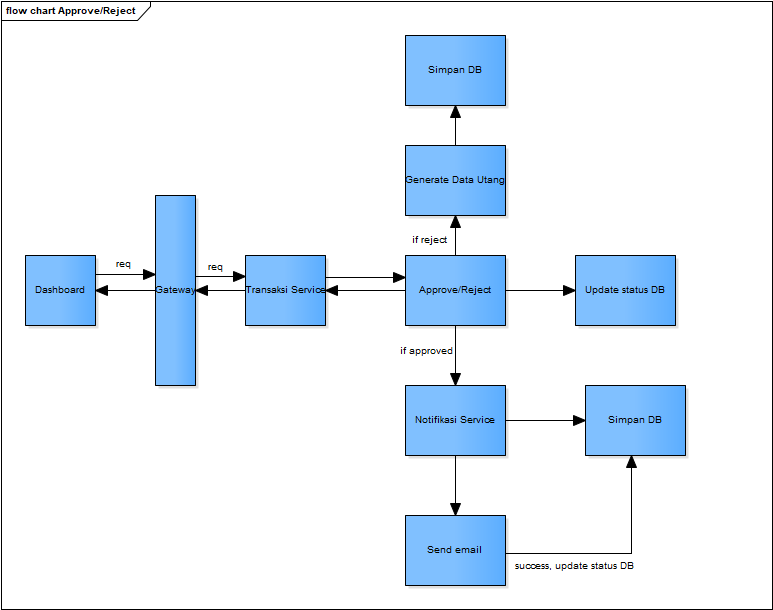 flow chart Approve/Reject
Simpan DB
Generate Data Utang
if reject
req
req
Dashboard
Gateway
Transaksi Service
Approve/Reject
Update status DB
if approved
Notifikasi Service
Simpan DB
Send email
success, update status DB